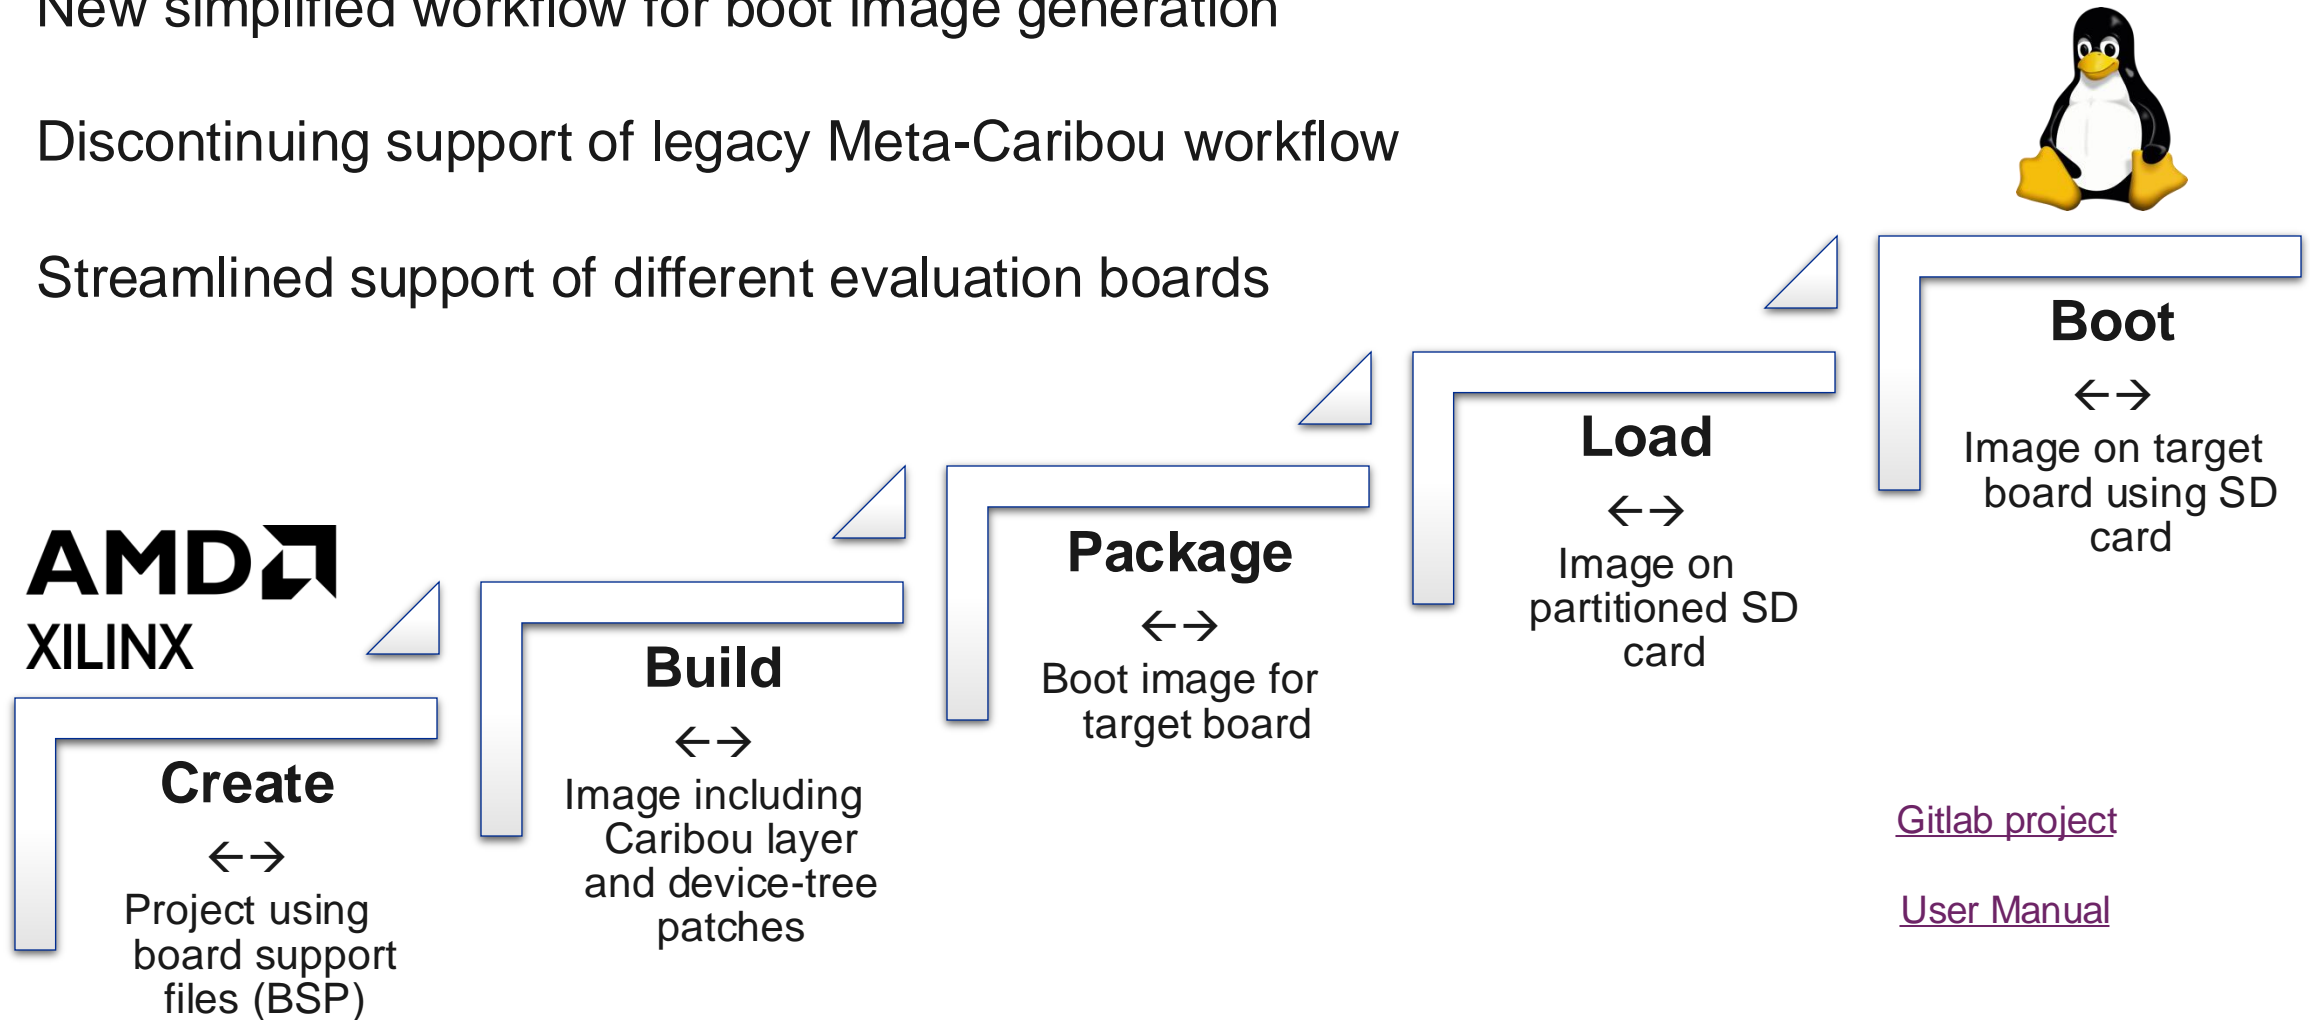 New simplified workflow for boot image generation
Discontinuing support of legacy Meta-Caribou workflow
Streamlined support of different evaluation boards
AMD
XILINX
Create
←→
Project using
board support
files (BSP)
Build
←→
Image including
Caribou layer
and device-tree
patches
Package
←→
Boot image for
target board
Load
←→
Image on
partitioned SD
card
Boot
←→
Image on target
board using SD
card
Gitlab project
User Manual